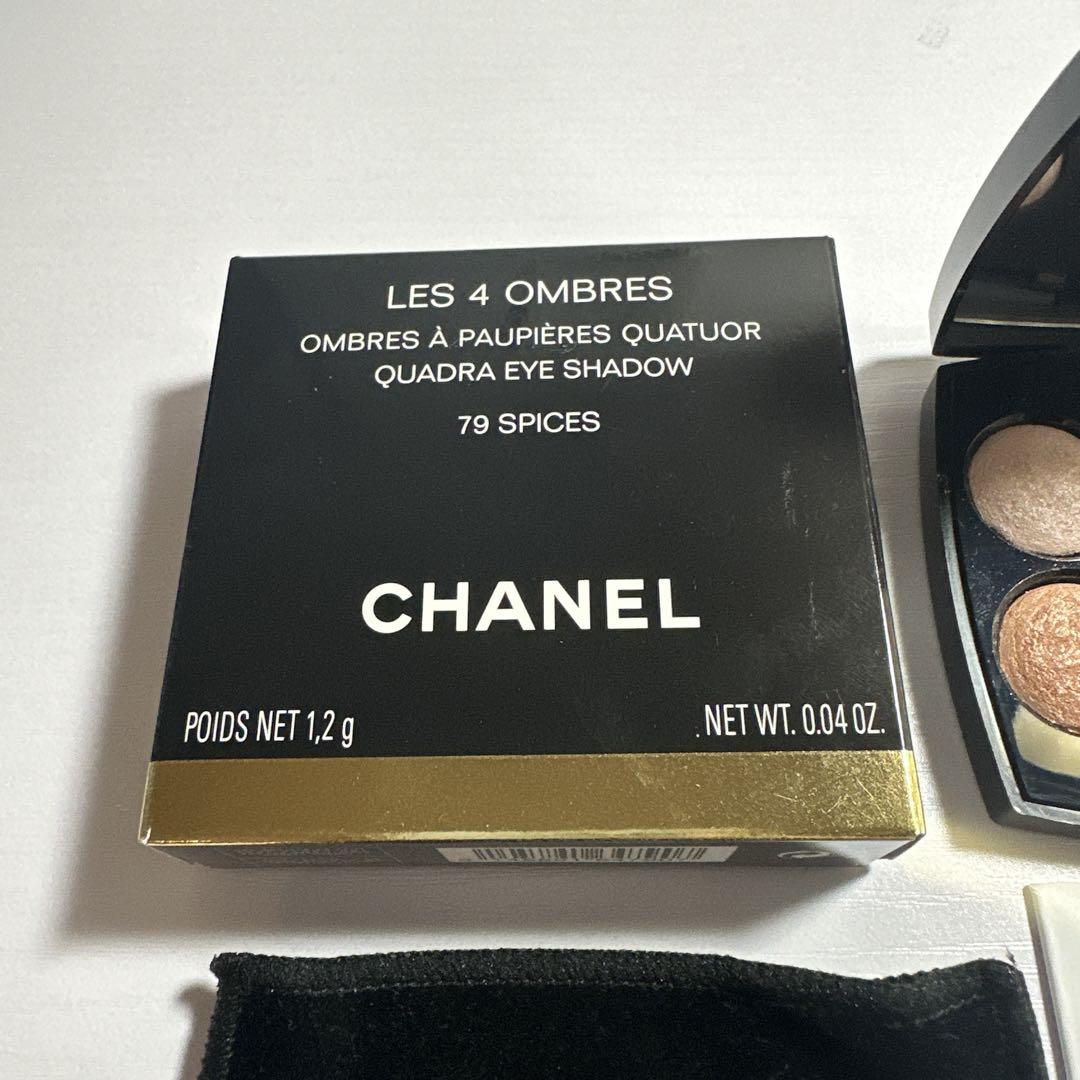 LES 4 OMBRES
OMBRES À PAUPIÈRES QUATUOR
QUADRA EYE SHADOW
79 SPICES
CHANEL
POIDS NET 1,2 g
NET WT. 0.04 OZ.